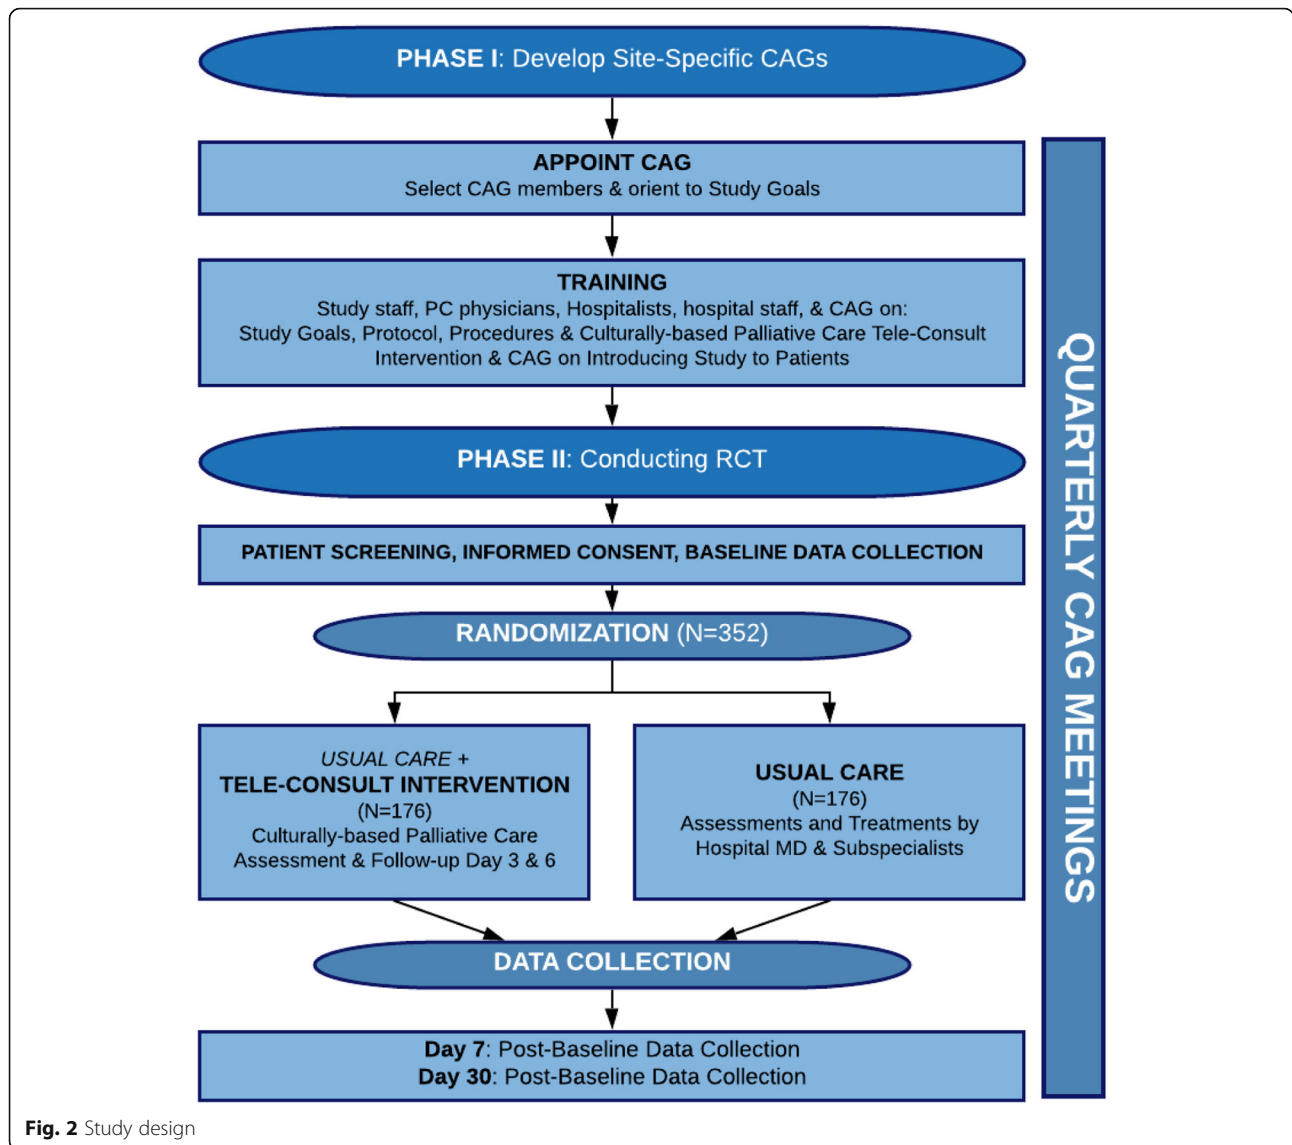 PHASE I: Develop Site-Specific CAGs
APPOINT CAG
Select CAG members & orient to Study Goals
TRAINING
Study staff, PC physicians, Hospitalists, hospital staff, & CAG on:
Study Goals, Protocol, Procedures & Culturally-based Palliative Care Tele-Consult
Intervention & CAG on Introducing Study to Patients
PHASE II: Conducting RCT
PATIENT SCREENING, INFORMED CONSENT, BASELINE DATA COLLECTION
RANDOMIZATION (N=352)
USUAL CARE +
TELE-CONSULT INTERVENTION
(N=176)
Culturally-based Palliative Care
Assessment & Follow-up Day 3 & 6
USUAL CARE
(N=176)
Assessments and Treatments by
Hospital MD & Subspecialists
DATA COLLECTION
Day 7: Post-Baseline Data Collection
Day 30: Post-Baseline Data Collection
QUARTERLY CAG MEETINGS
Fig. 2 Study design